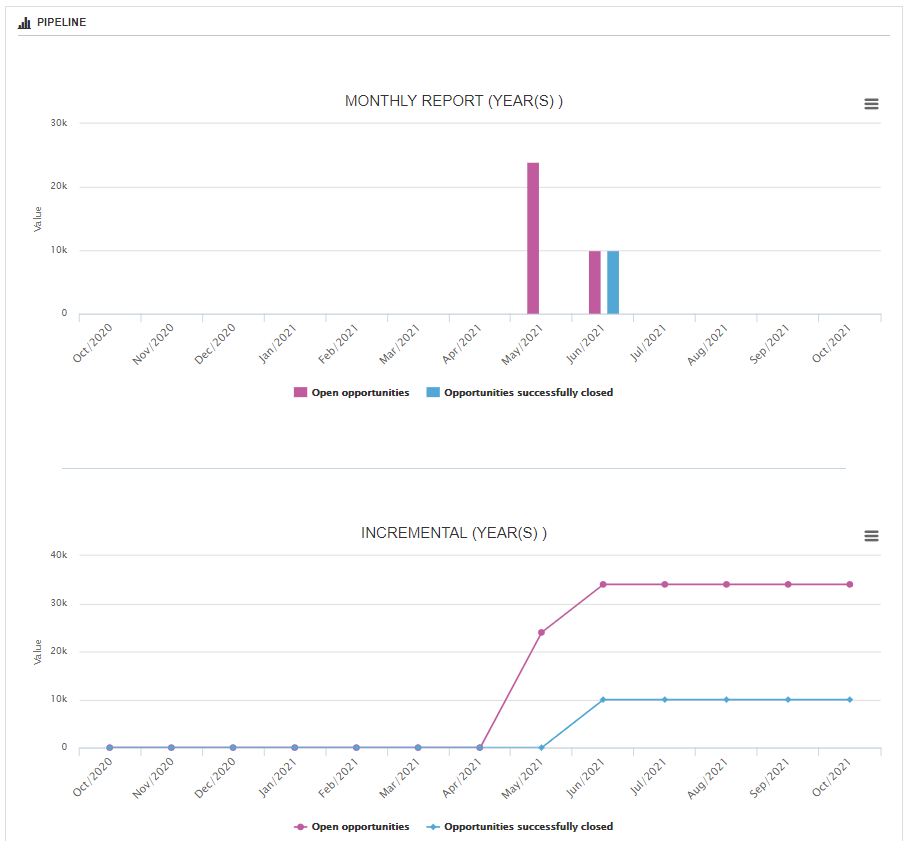 PIPELINE
MONTHLY REPORT (YEAR(S) )
30k
20k
10k
0
Value
Oct/2020 Nov/2020 Dec/2020 Jan/2021 Feb/2021 Mar/2021 Apr/2021 May/2021 Jun/2021 Jul/2021 Aug/2021 Sep/2021 Oct/2021
Open opportunities Opportunities successfully closed
INCREMENTAL (YEAR(S) )
40k
30k
20k
10k
0
Value
Oct/2020 Nov/2020 Dec/2020 Jan/2021 Feb/2021 Mar/2021 Apr/2021 May/2021 Jun/2021 Jul/2021 Aug/2021 Sep/2021 Oct/2021
Open opportunities Opportunities successfully closed